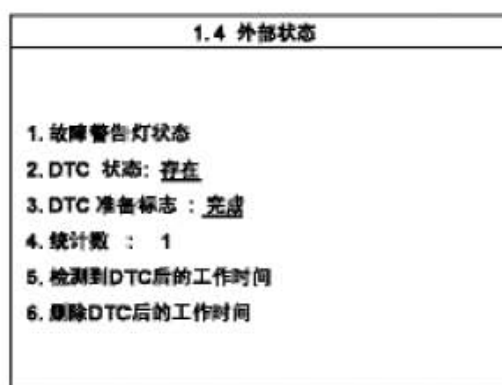 1.4 外部状态
1. 故障警告灯状态
2. DTC 状态: 存在
3. DTC 准备标志 : 完成
4. 统计数 : 1
5. 检测到DTC后的工作时间
6. 删除DTC后的工作时间